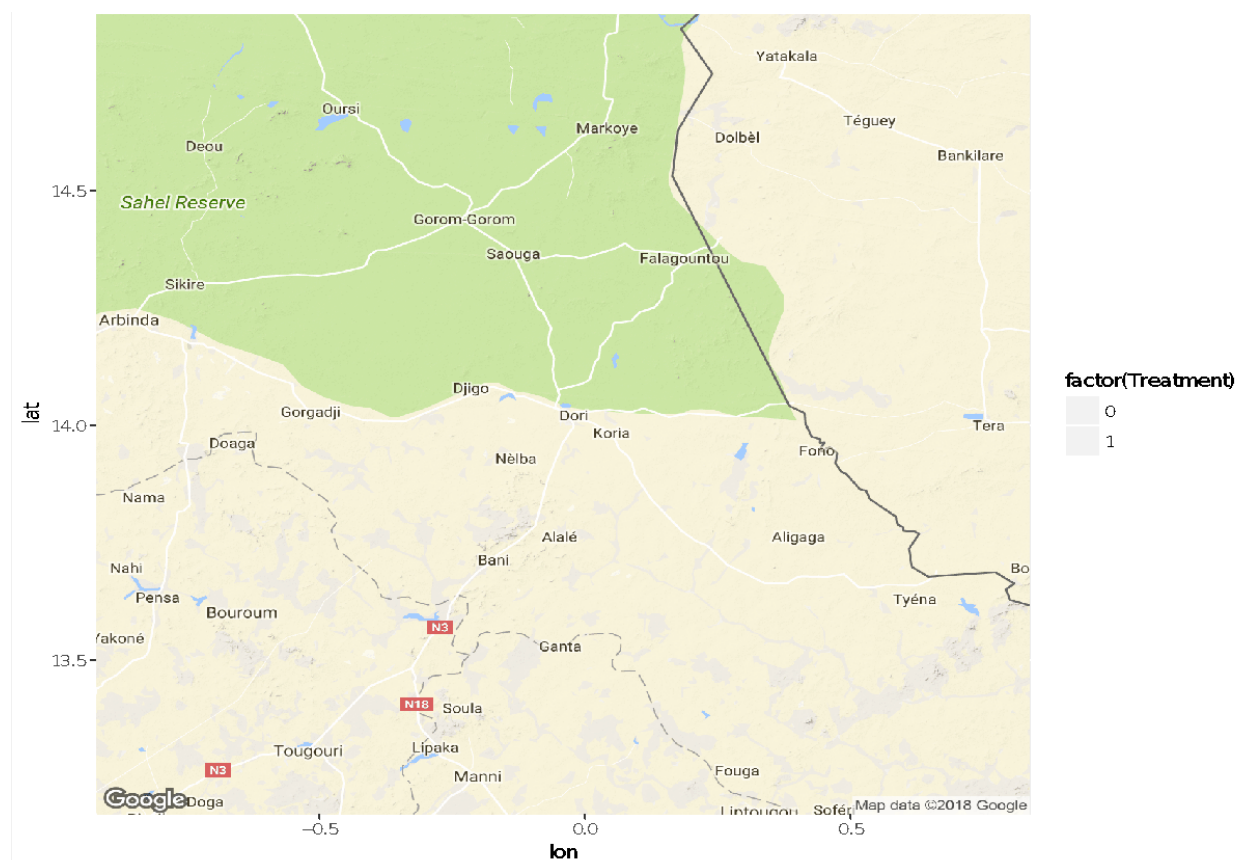 Yatakala
Oursi
Téguey
Markoye
Dolbèl
Deou
Bankilare
14.5
Sahel Reserve
Gorom-Gorom
Saouga
Falagountou
Sikire
Arbinda
factor(Treatment)
Djigo
0
lat
Gorgadji
Dori
14.0
Tera
Koria
1
Doaga
Fono
Nèlba
Nama
Alalé
Aligaga
Bani
Nahi
Bo
Pensa
Tyéna
Bouroum
N3
Yakoné
Ganta
13.5
N18
Soula
Tougouri
Lipaka
N3
Manni
Fouga
Google
Doga
Map data ©2018 Google
Liptougou
−0.5
0.0
0.5
lon